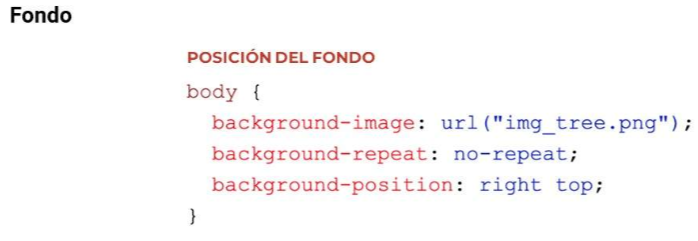 Fondo
POSICIÓN DEL FONDO
body {
  background-image: url("img_tree.png");
  background-repeat: no-repeat;
  background-position: right top;
}